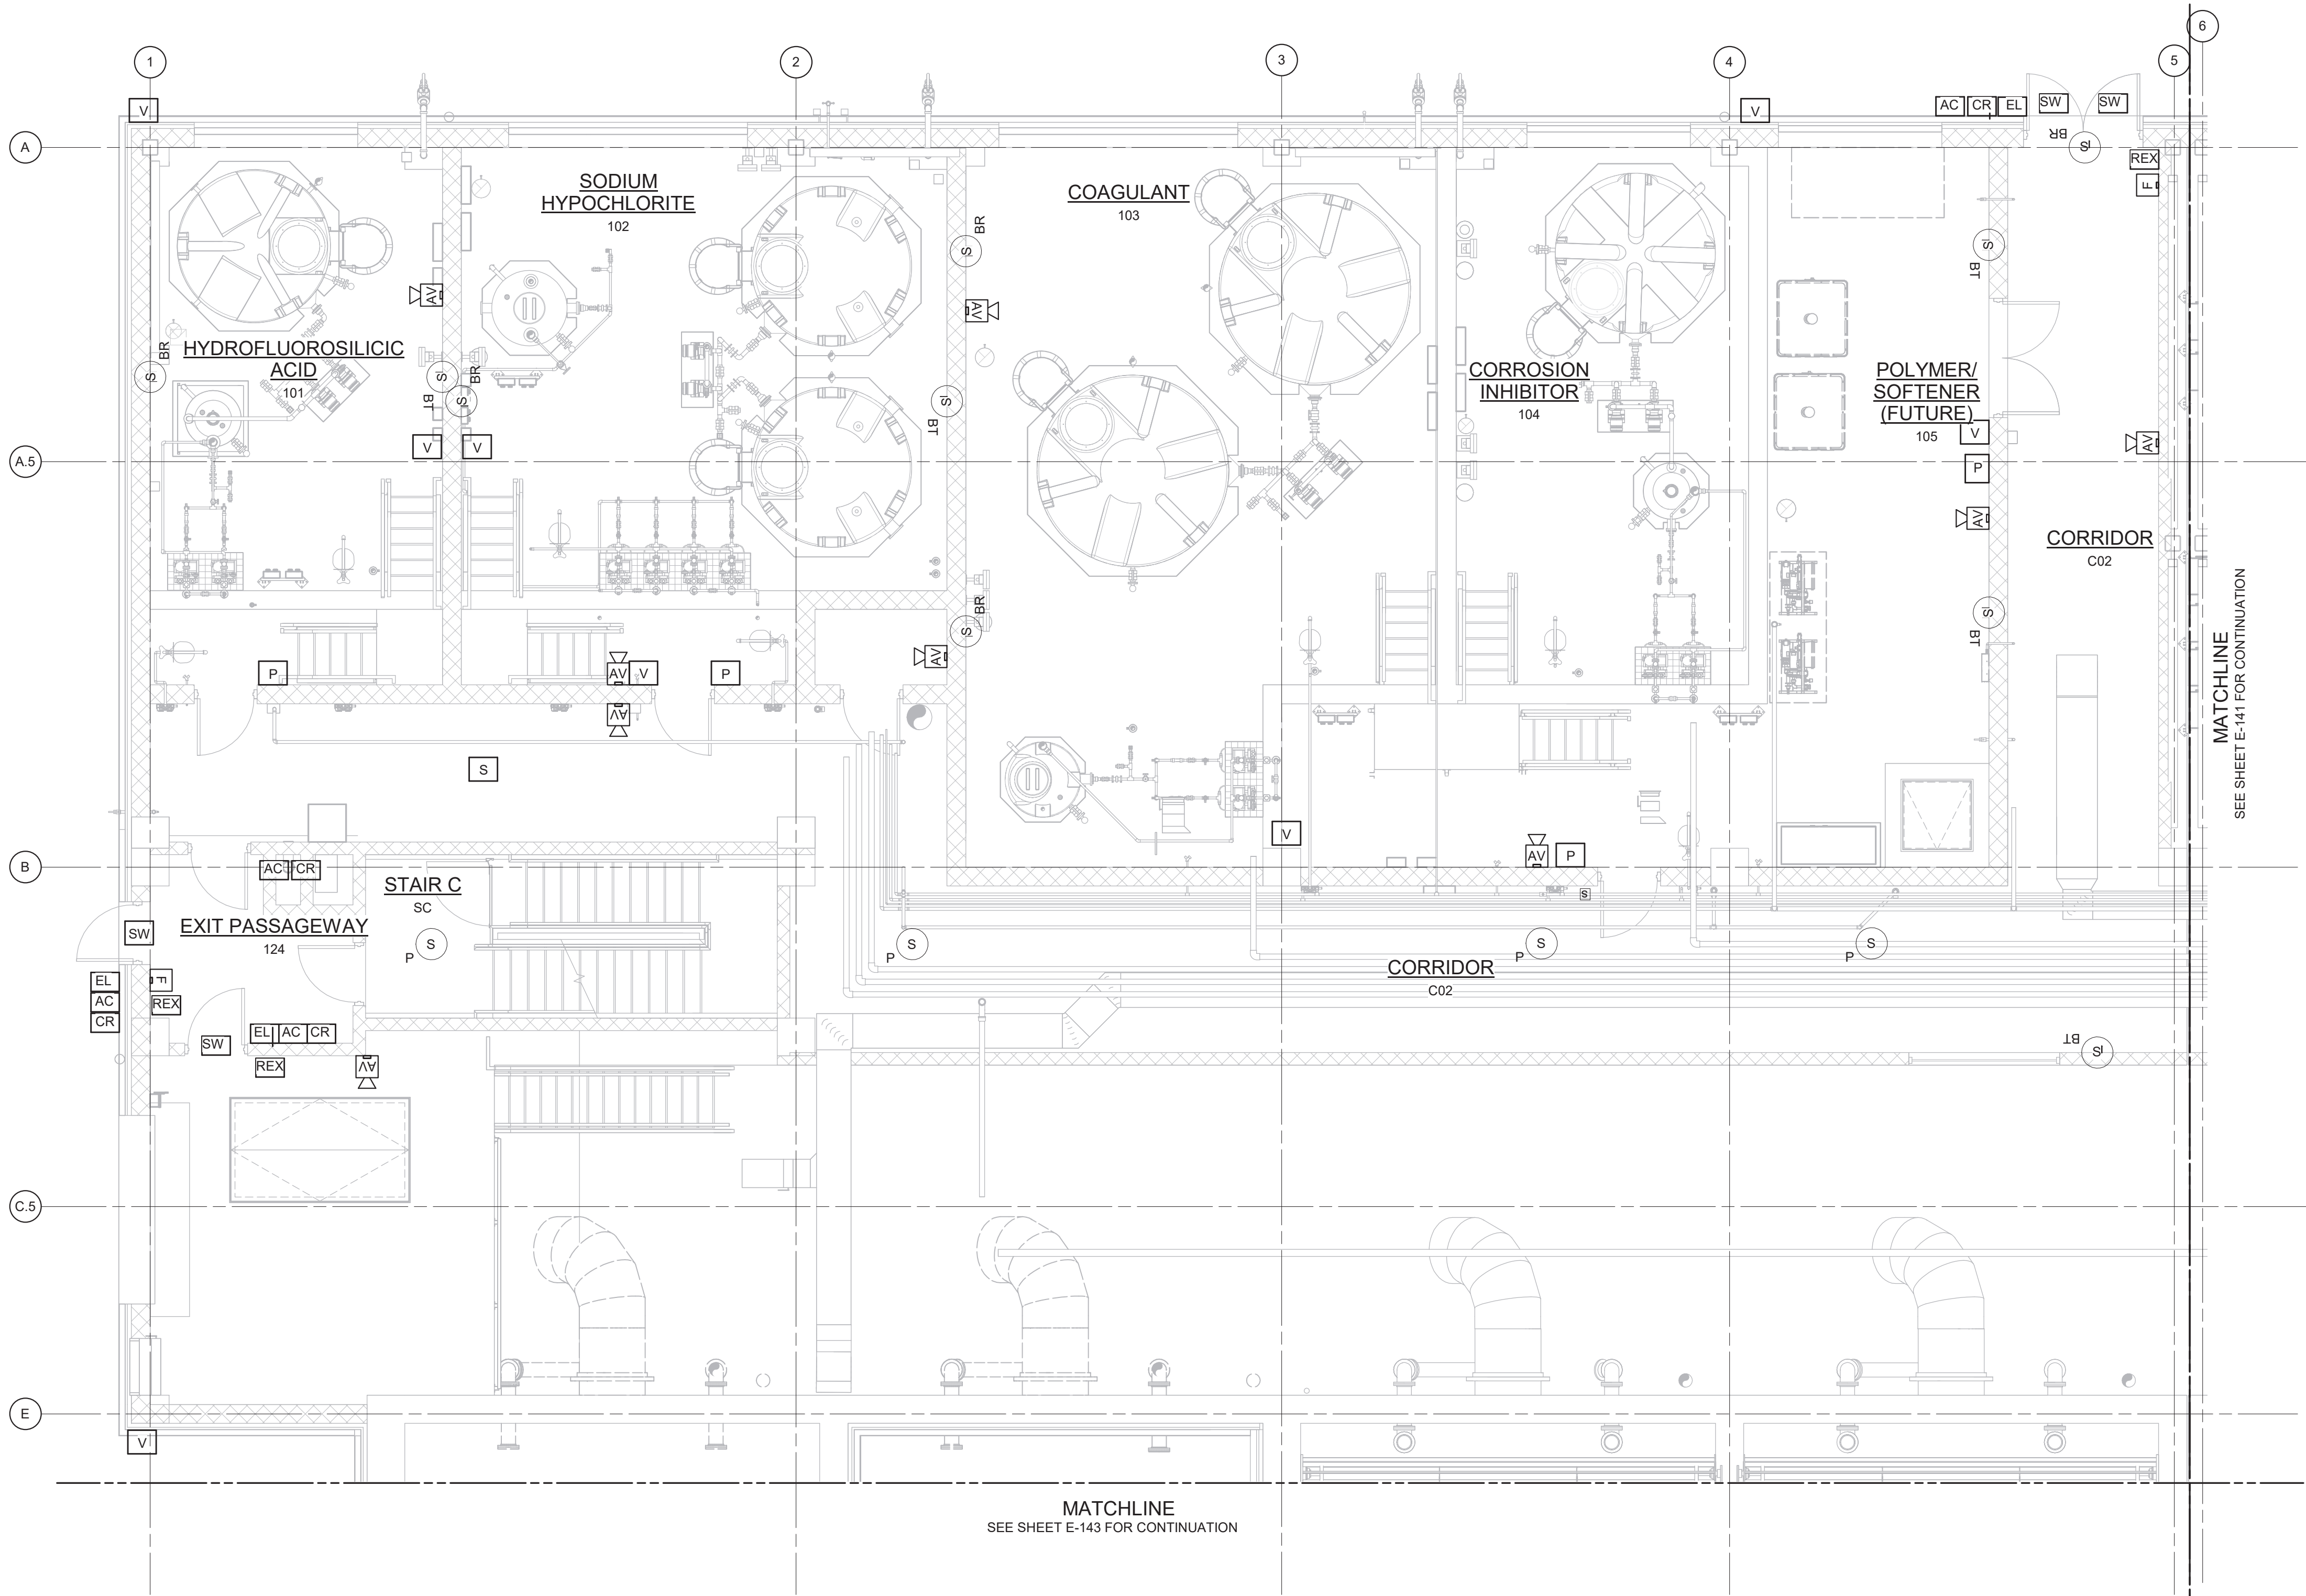 6
1
2
3
4
5
V
V
AC
CR
EL
SW
SW
A
BR
S
REX
F
SODIUM
HYPOCHLORITE
102
COAGULANT
103
BR
S
S
BT
AV
AV
HYDROFLUOROSILICIC
ACID
101
BR
S
S
BR
BT
S
S
BT
CORROSION
INHIBITOR
104
POLYMER/
SOFTENER
(FUTURE)
105
V
V
V
AV
A.5
P
AV
CORRIDOR
C02
BR
S
S
BT
AV
P
AV
V
P
AV
S
MATCHLINE
SEE SHEET E-141 FOR CONTINUATION
V
AV
P
B
AC
CR
STAIR C
SC
S
EXIT PASSAGEWAY
124
SW
S
P
S
P
S
P
S
P
CORRIDOR
C02
EL
AC
CR
F
REX
SW
EL
AC
CR
REX
AV
BT
S
C.5
E
V
MATCHLINE
SEE SHEET E-143 FOR CONTINUATION